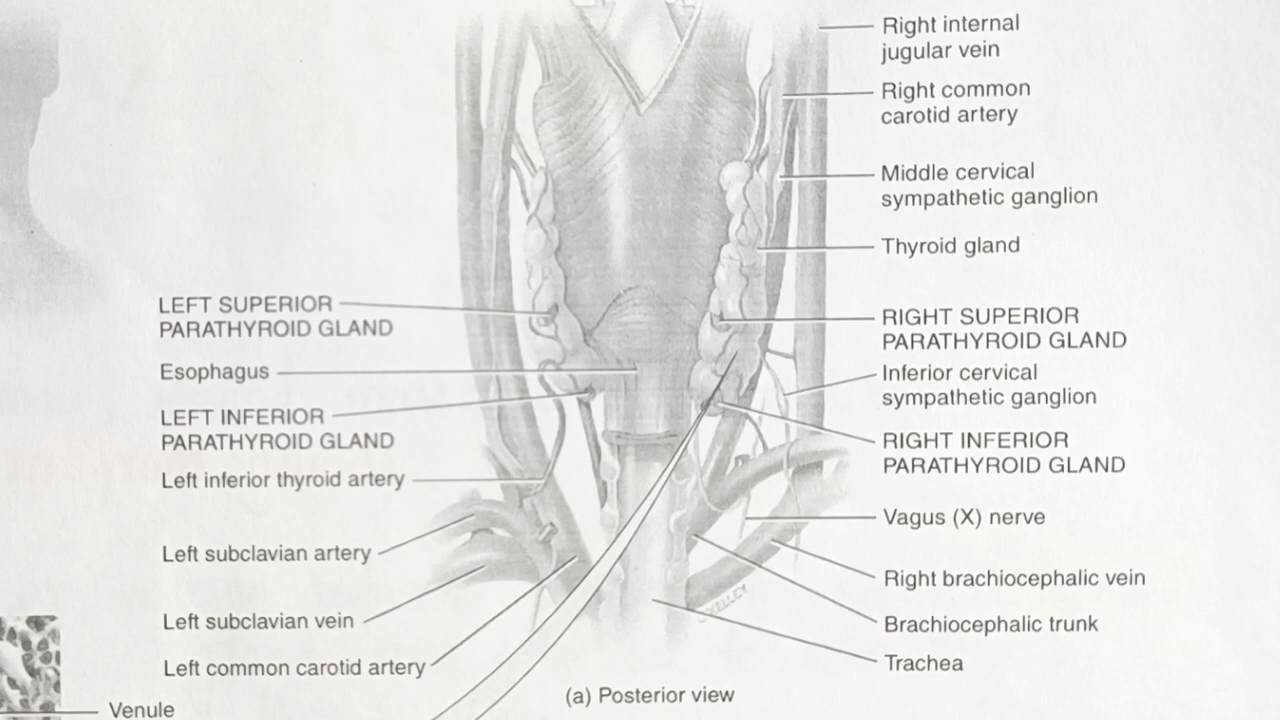 Right internal
jugular vein
Right common
carotid artery
Middle cervical
sympathetic ganglion
Thyroid gland
LEFT SUPERIOR
PARATHYROID GLAND
RIGHT SUPERIOR
PARATHYROID GLAND
Esophagus
Inferior cervical
sympathetic ganglion
LEFT INFERIOR
PARATHYROID GLAND
RIGHT INFERIOR
PARATHYROID GLAND
Left inferior thyroid artery
Vagus (X) nerve
Left subclavian artery
Right brachiocephalic vein
Left subclavian vein
Brachiocephalic trunk
Left common carotid artery
Trachea
(a) Posterior view
Venule